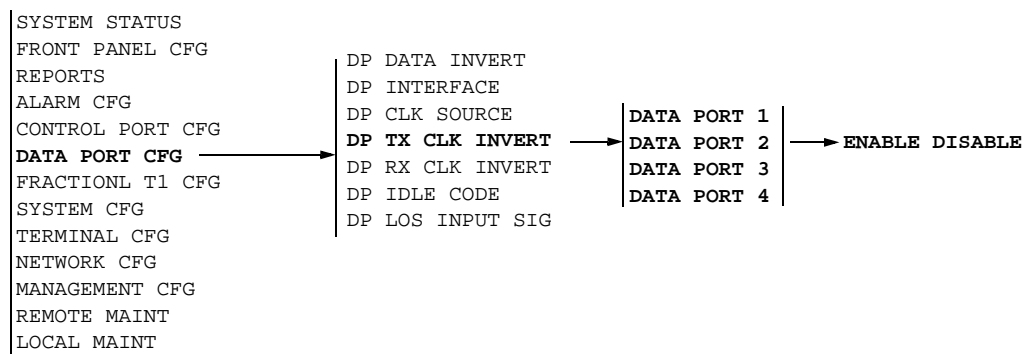 SYSTEM STATUS
FRONT PANEL CFG
REPORTS
ALARM CFG
CONTROL PORT CFG
DATA PORT CFG
FRACTIONL T1 CFG
SYSTEM CFG
TERMINAL CFG
NETWORK CFG
MANAGEMENT CFG
REMOTE MAINT
LOCAL MAINT
DP DATA INVERT
DP INTERFACE
DP CLK SOURCE
DP TX CLK INVERT
DP RX CLK INVERT
DP IDLE CODE
DP LOS INPUT SIG
DATA PORT 1
DATA PORT 2
DATA PORT 3
DATA PORT 4
ENABLE DISABLE